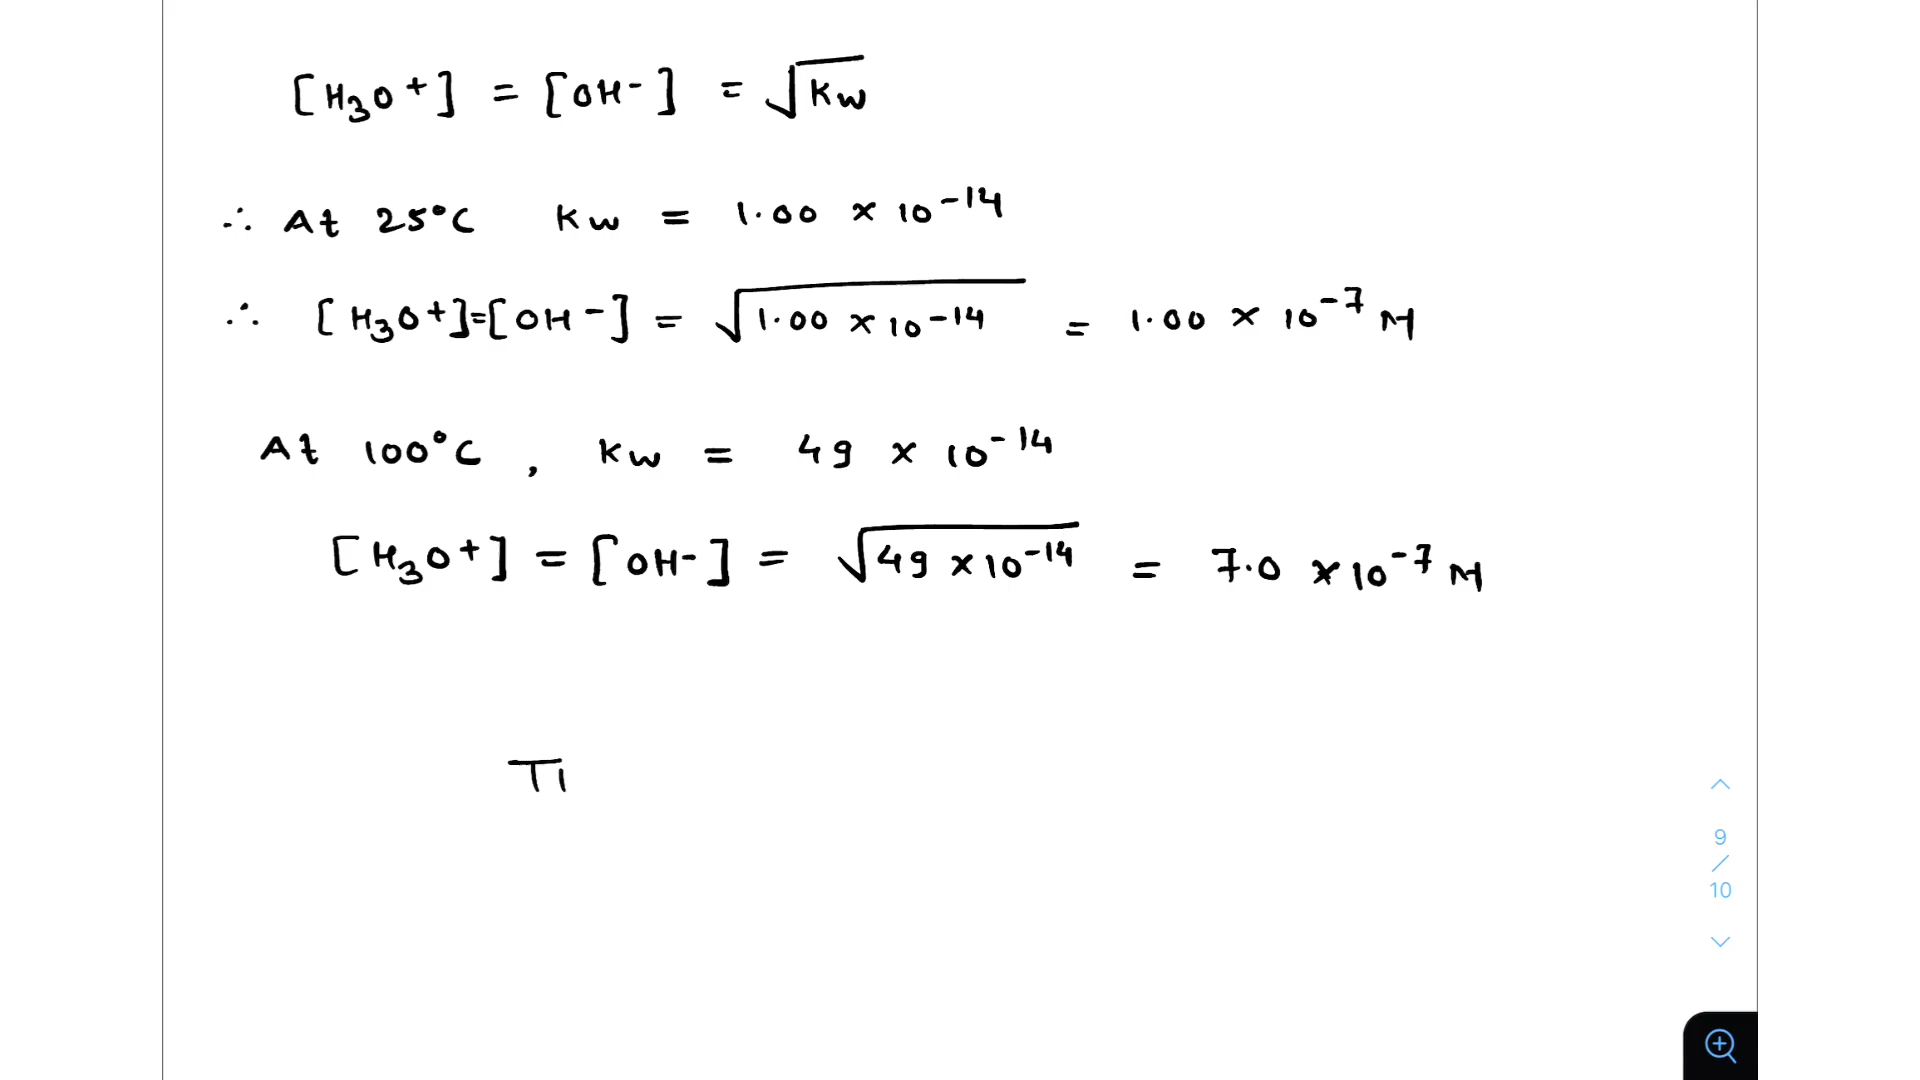 [H₃O⁺] = [OH⁻] = √Kw
∴ At 25°C Kw = 1.00 × 10⁻¹⁴
∴ [H₃O⁺]=[OH⁻] = √1.00 × 10⁻¹⁴ = 1.00 × 10⁻⁷ M
At 100°C, Kw = 49 × 10⁻¹⁴
[H₃O⁺] = [OH⁻] = √49 × 10⁻¹⁴ = 7.0 × 10⁻⁷ M
TI
9
/
10